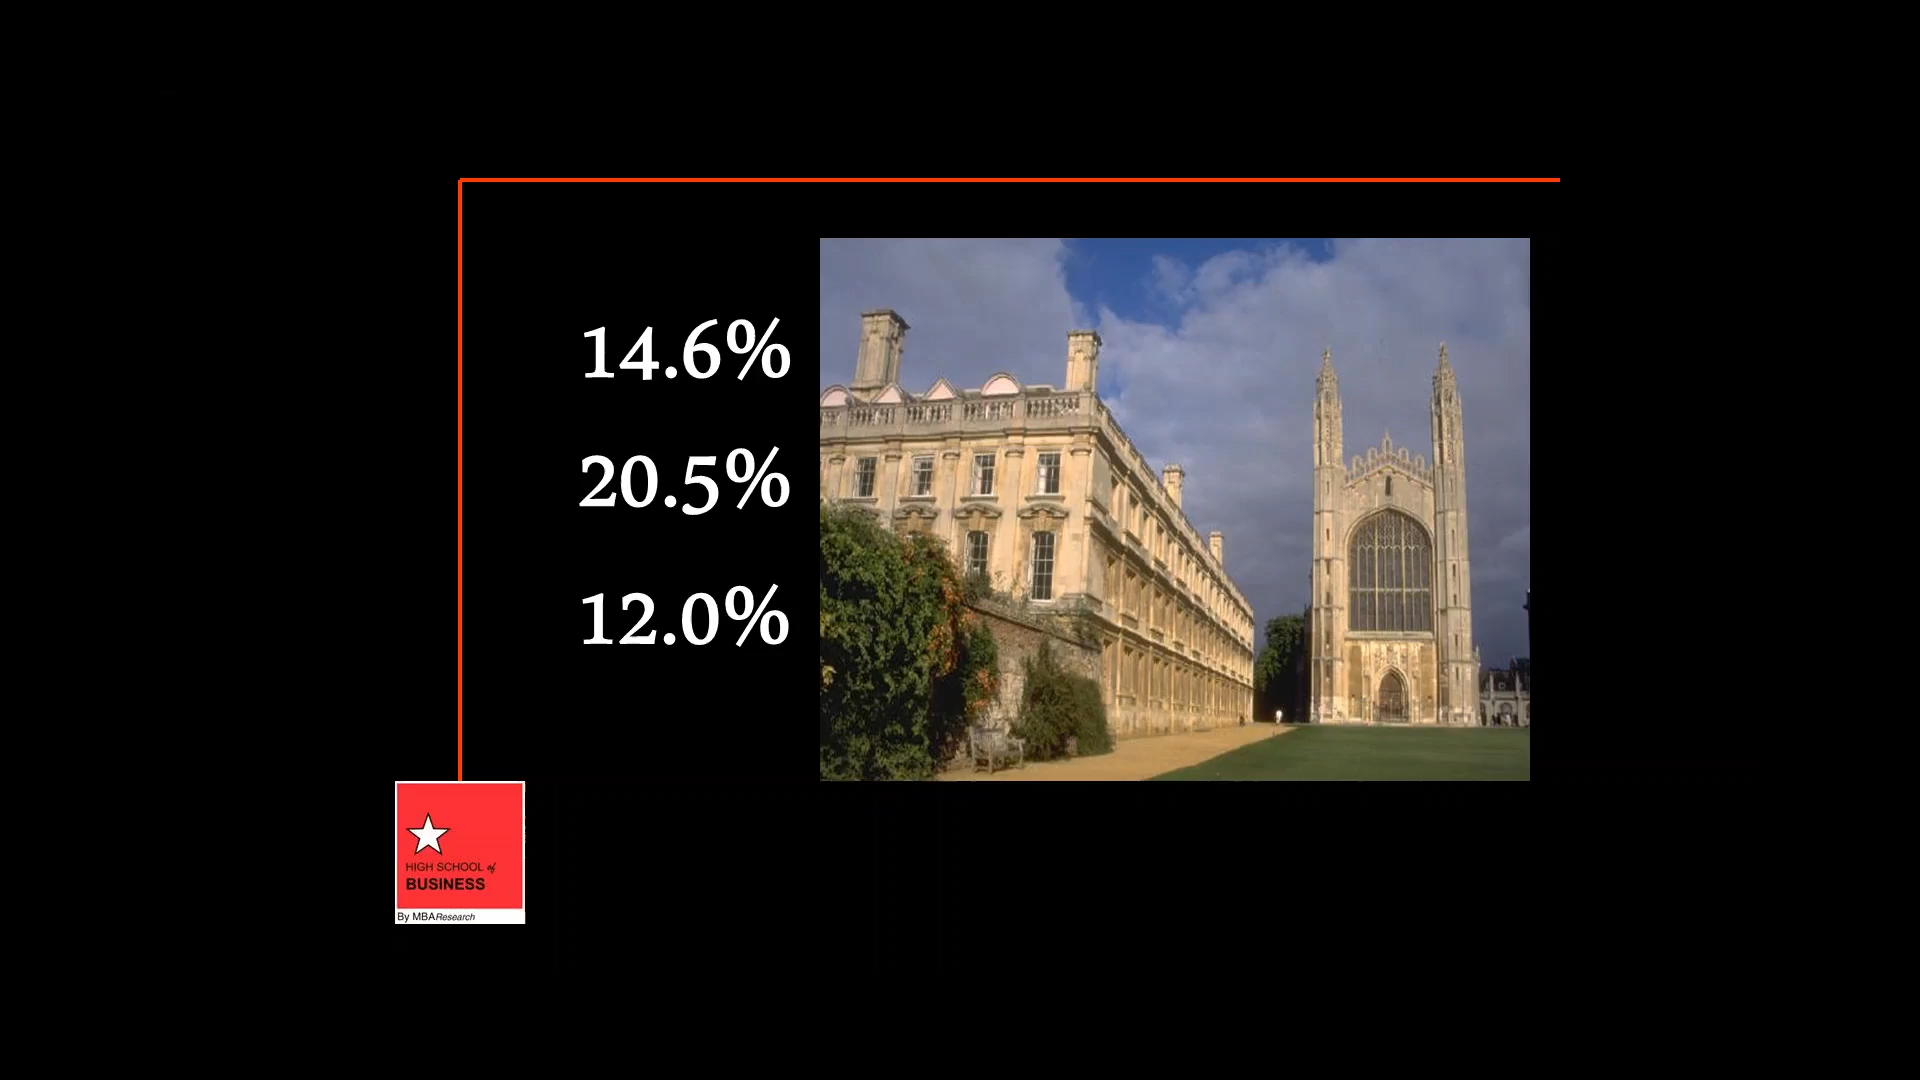 14.6%
20.5%
12.0%
HIGH SCHOOL of
BUSINESS
By MBAResearch